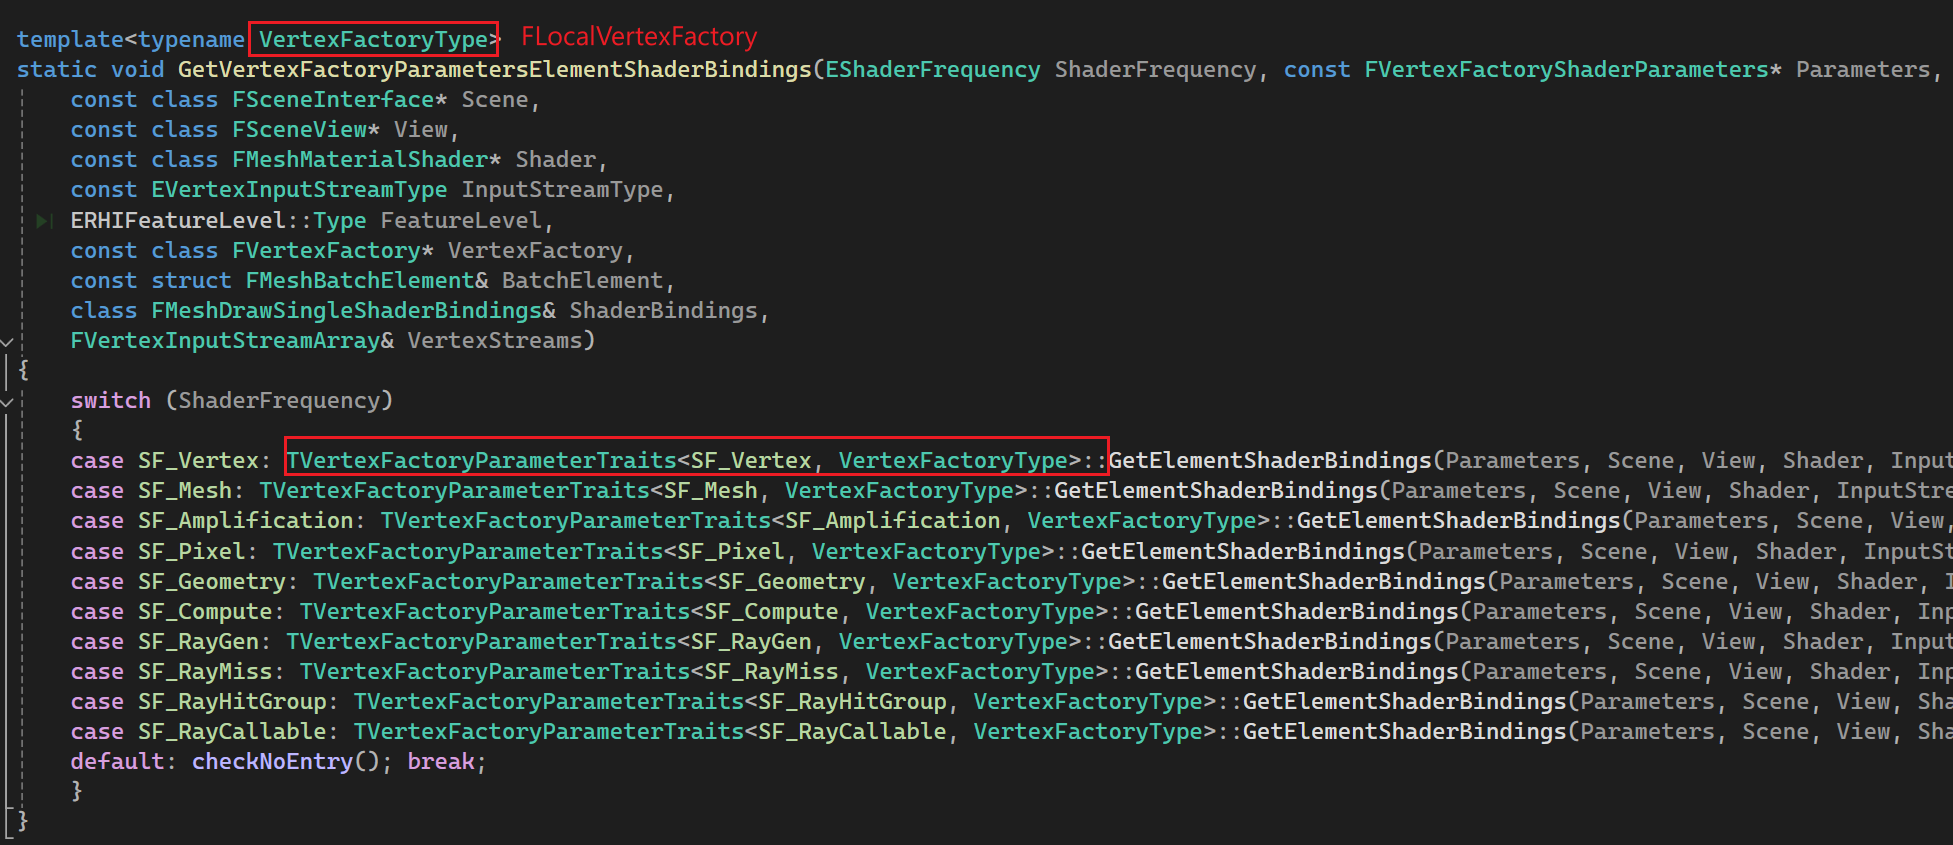 template<typename VertexFactoryType> FLocalVertexFactory
static void GetVertexFactoryParametersElementShaderBindings(EShaderFrequency ShaderFrequency, const FVertexFactoryShaderParameters* Parameters,
const class FSceneInterface* Scene,
const class FSceneView* View,
const class FMeshMaterialShader* Shader,
const EVertexInputStreamType InputStreamType,
ERHIFeatureLevel::Type FeatureLevel,
const class FVertexFactory* VertexFactory,
const struct FMeshBatchElement& BatchElement,
class FMeshDrawSingleShaderBindings& ShaderBindings,
FVertexInputStreamArray& VertexStreams)
{
switch (ShaderFrequency)
{
case SF_Vertex: TVertexFactoryParameterTraits<SF_Vertex, VertexFactoryType>::GetElementShaderBindings(Parameters, Scene, View, Shader, Input
case SF_Mesh: TVertexFactoryParameterTraits<SF_Mesh, VertexFactoryType>::GetElementShaderBindings(Parameters, Scene, View, Shader, InputStre
case SF_Amplification: TVertexFactoryParameterTraits<SF_Amplification, VertexFactoryType>::GetElementShaderBindings(Parameters, Scene, View,
case SF_Pixel: TVertexFactoryParameterTraits<SF_Pixel, VertexFactoryType>::GetElementShaderBindings(Parameters, Scene, View, Shader, InputSt
case SF_Geometry: TVertexFactoryParameterTraits<SF_Geometry, VertexFactoryType>::GetElementShaderBindings(Parameters, Scene, View, Shader, I
case SF_Compute: TVertexFactoryParameterTraits<SF_Compute, VertexFactoryType>::GetElementShaderBindings(Parameters, Scene, View, Shader, Inp
case SF_RayGen: TVertexFactoryParameterTraits<SF_RayGen, VertexFactoryType>::GetElementShaderBindings(Parameters, Scene, View, Shader, Input
case SF_RayMiss: TVertexFactoryParameterTraits<SF_RayMiss, VertexFactoryType>::GetElementShaderBindings(Parameters, Scene, View, Shader, Inp
case SF_RayHitGroup: TVertexFactoryParameterTraits<SF_RayHitGroup, VertexFactoryType>::GetElementShaderBindings(Parameters, Scene, View, Sha
case SF_RayCallable: TVertexFactoryParameterTraits<SF_RayCallable, VertexFactoryType>::GetElementShaderBindings(Parameters, Scene, View, Sha
default: checkNoEntry(); break;
}
}